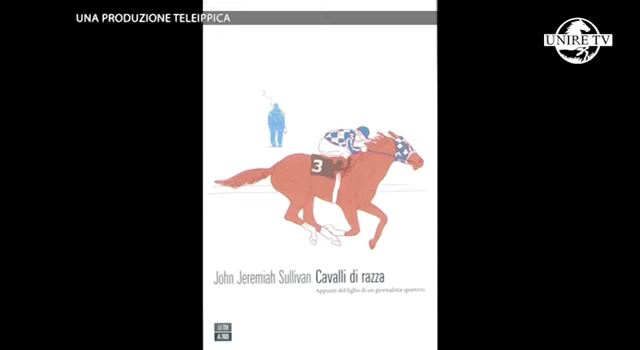 UNA PRODUZIONE TELEIPPICA
UNIRE TV
3
John Jeremiah Sullivan Cavalli di razza
Appunti del figlio di un giornalista sportivo